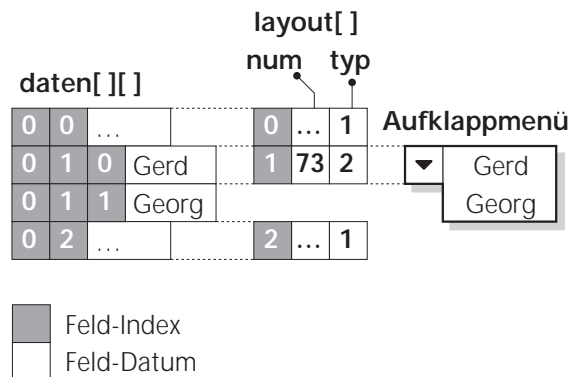 layout[ ]
num typ
daten[ ][ ]
0 0 ... 0 ... 1 Aufklappmenü
0 1 0 Gerd 1 73 2 Gerd
0 1 1 Georg Georg
0 2 ... 2 ... 1
Feld-Index
Feld-Datum